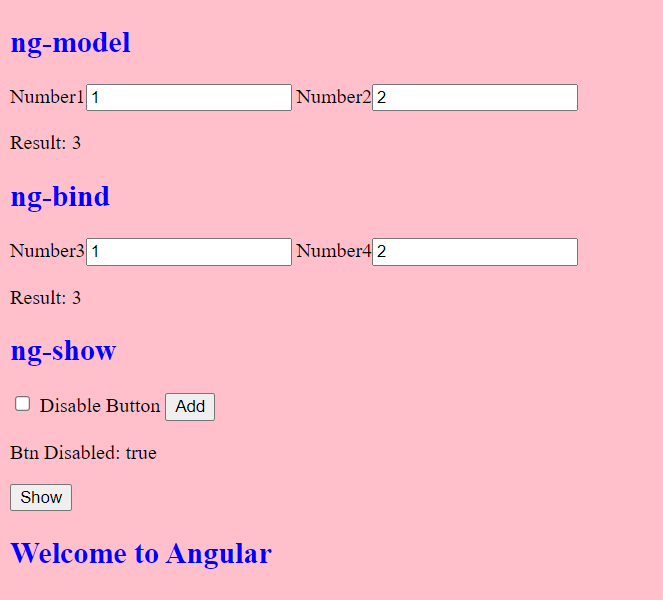 ng-model
Number1 1 Number2 2
Result: 3
ng-bind
Number3 1 Number4 2
Result: 3
ng-show
Disable Button Add
Btn Disabled: true
Show
Welcome to Angular